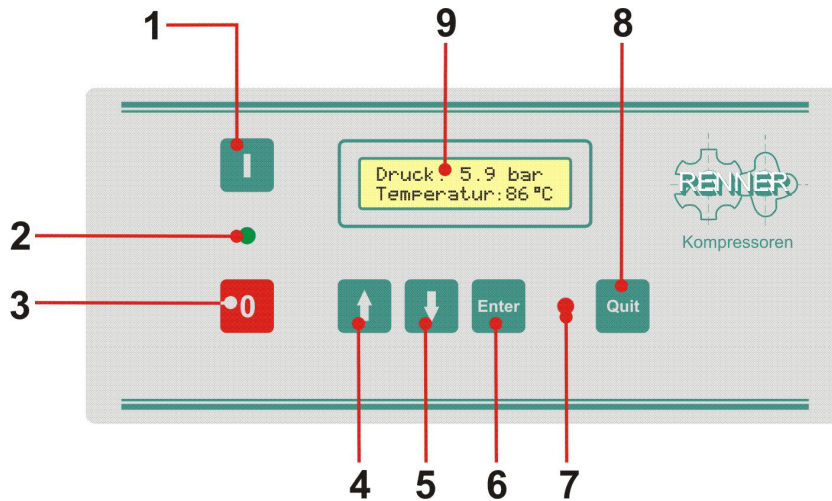 1
9
8
I
Druck: 5.9 bar
Temperatur:86°C
RENNER
Kompressoren
2
3
0
Enter
Quit
4
5
6
7